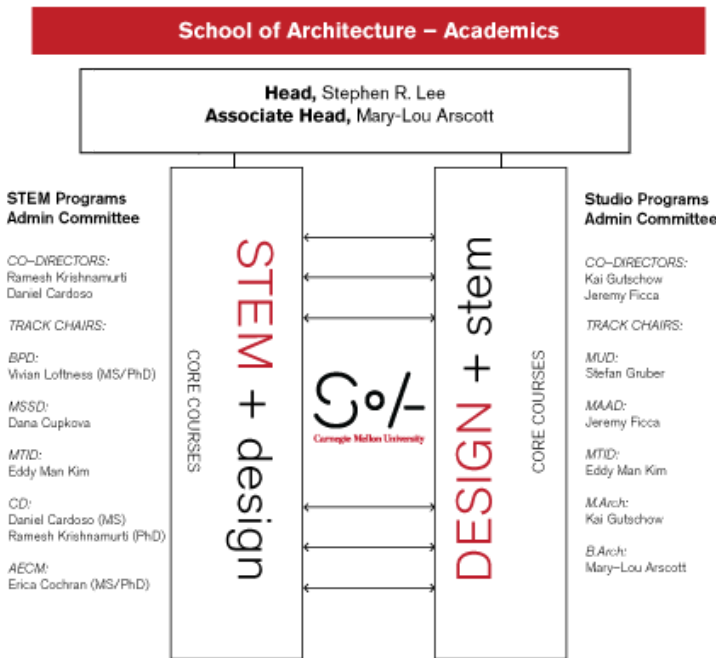 School of Architecture – Academics
Head, Stephen R. Lee
Associate Head, Mary-Lou Arscott
STEM Programs
Admin Committee
CO–DIRECTORS:
Ramesh Krishnamurti
Daniel Cardoso
TRACK CHAIRS:
BPD:
Vivian Loftness (MS/PhD)
MSSD:
Dana Cupkova
MTID:
Eddy Man Kim
CD:
Daniel Cardoso (MS)
Ramesh Krishnamurti (PhD)
AECM:
Erica Cochran (MS/PhD)
CORE COURSES
STEM + design
SO/-
Carnegie Mellon University
DESIGN + stem
CORE COURSES
Studio Programs
Admin Committee
CO–DIRECTORS:
Kai Gutschow
Jeremy Ficca
TRACK CHAIRS:
MUD:
Stefan Gruber
MAAD:
Jeremy Ficca
MTID:
Eddy Man Kim
M.Arch:
Kai Gutschow
B.Arch:
Mary–Lou Arscott